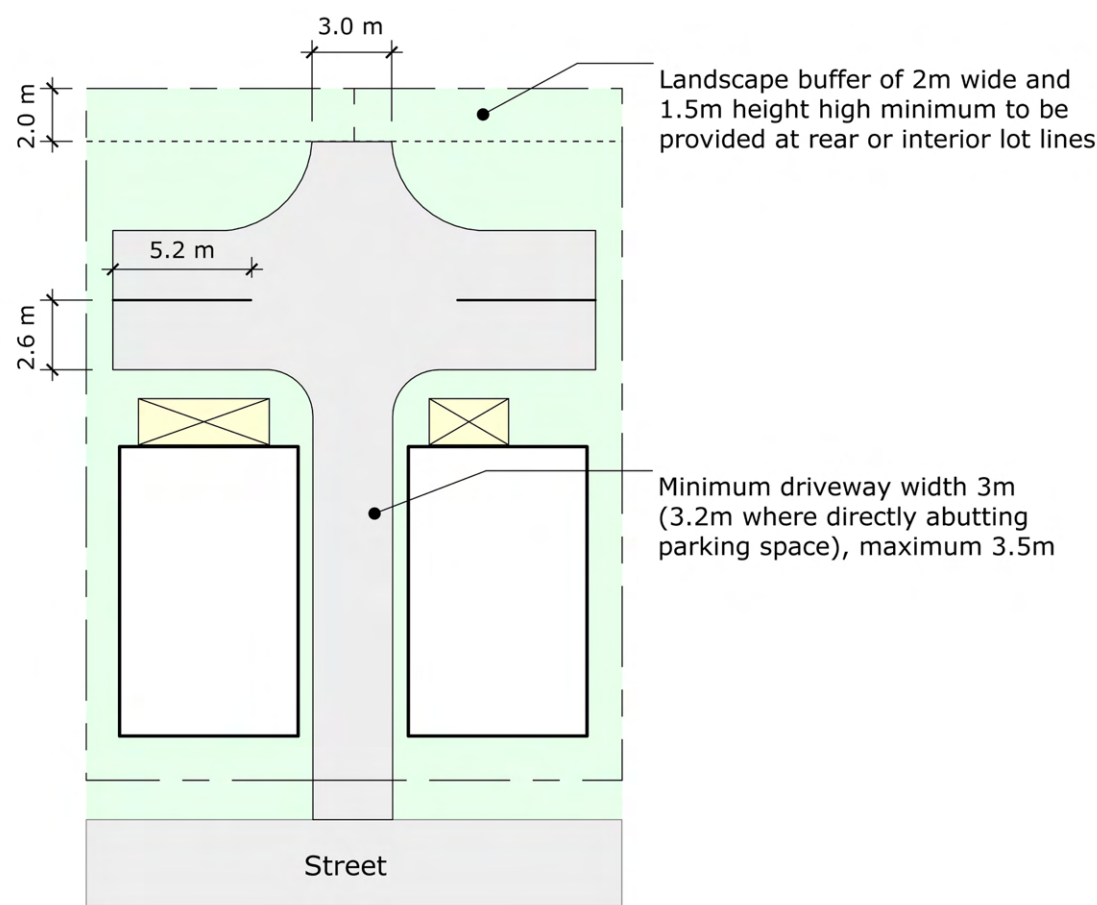 3.0 m
2.0 m
Landscape buffer of 2m wide and
1.5m height high minimum to be
provided at rear or interior lot lines
5.2 m
2.6 m
Minimum driveway width 3m
(3.2m where directly abutting
parking space), maximum 3.5m
Street